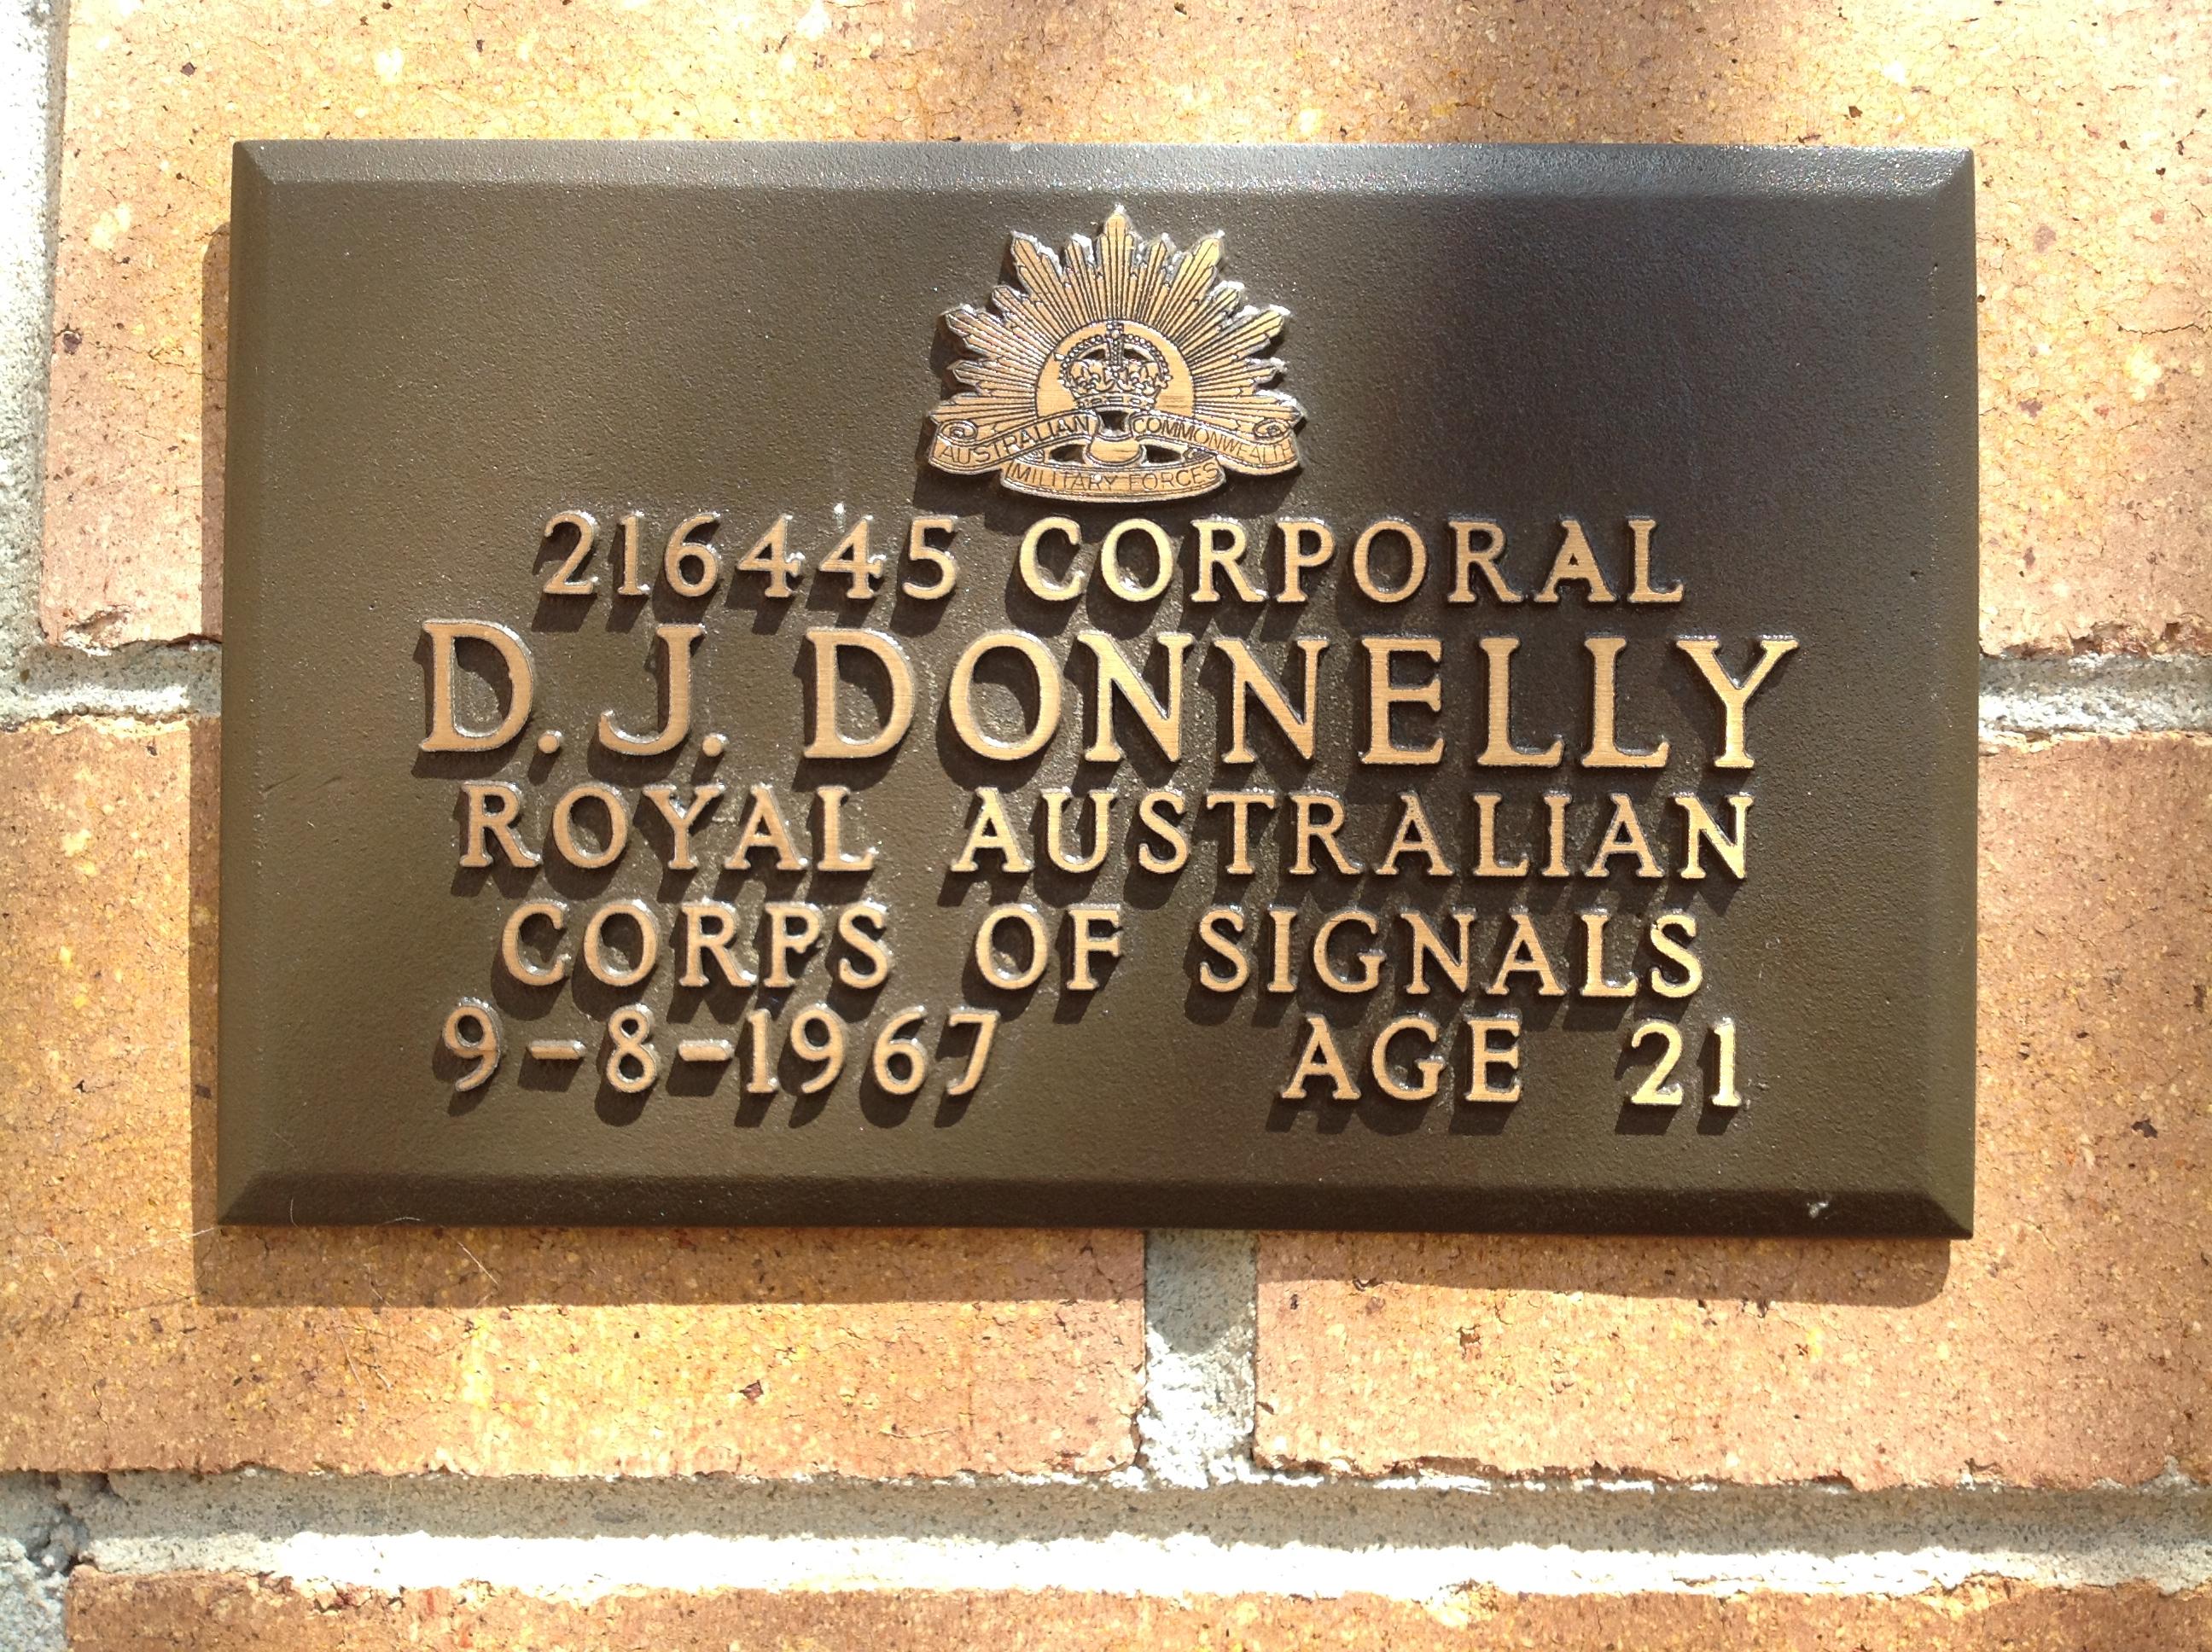 AUSTRALIAN COMMONWEALTH
MILITARY FORCES
216445 CORPORAL
D. J. DONNELLY
ROYAL AUSTRALIAN
CORPS OF SIGNALS
9-8-1967 AGE 21